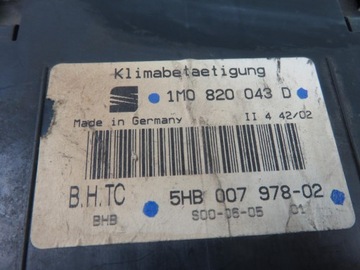 Klimabetaetigung
1M0 820 043 D
Made in Germany II 4 42/02
B.H.TC 5HB 007 978-02
BHB S00-06-05 01